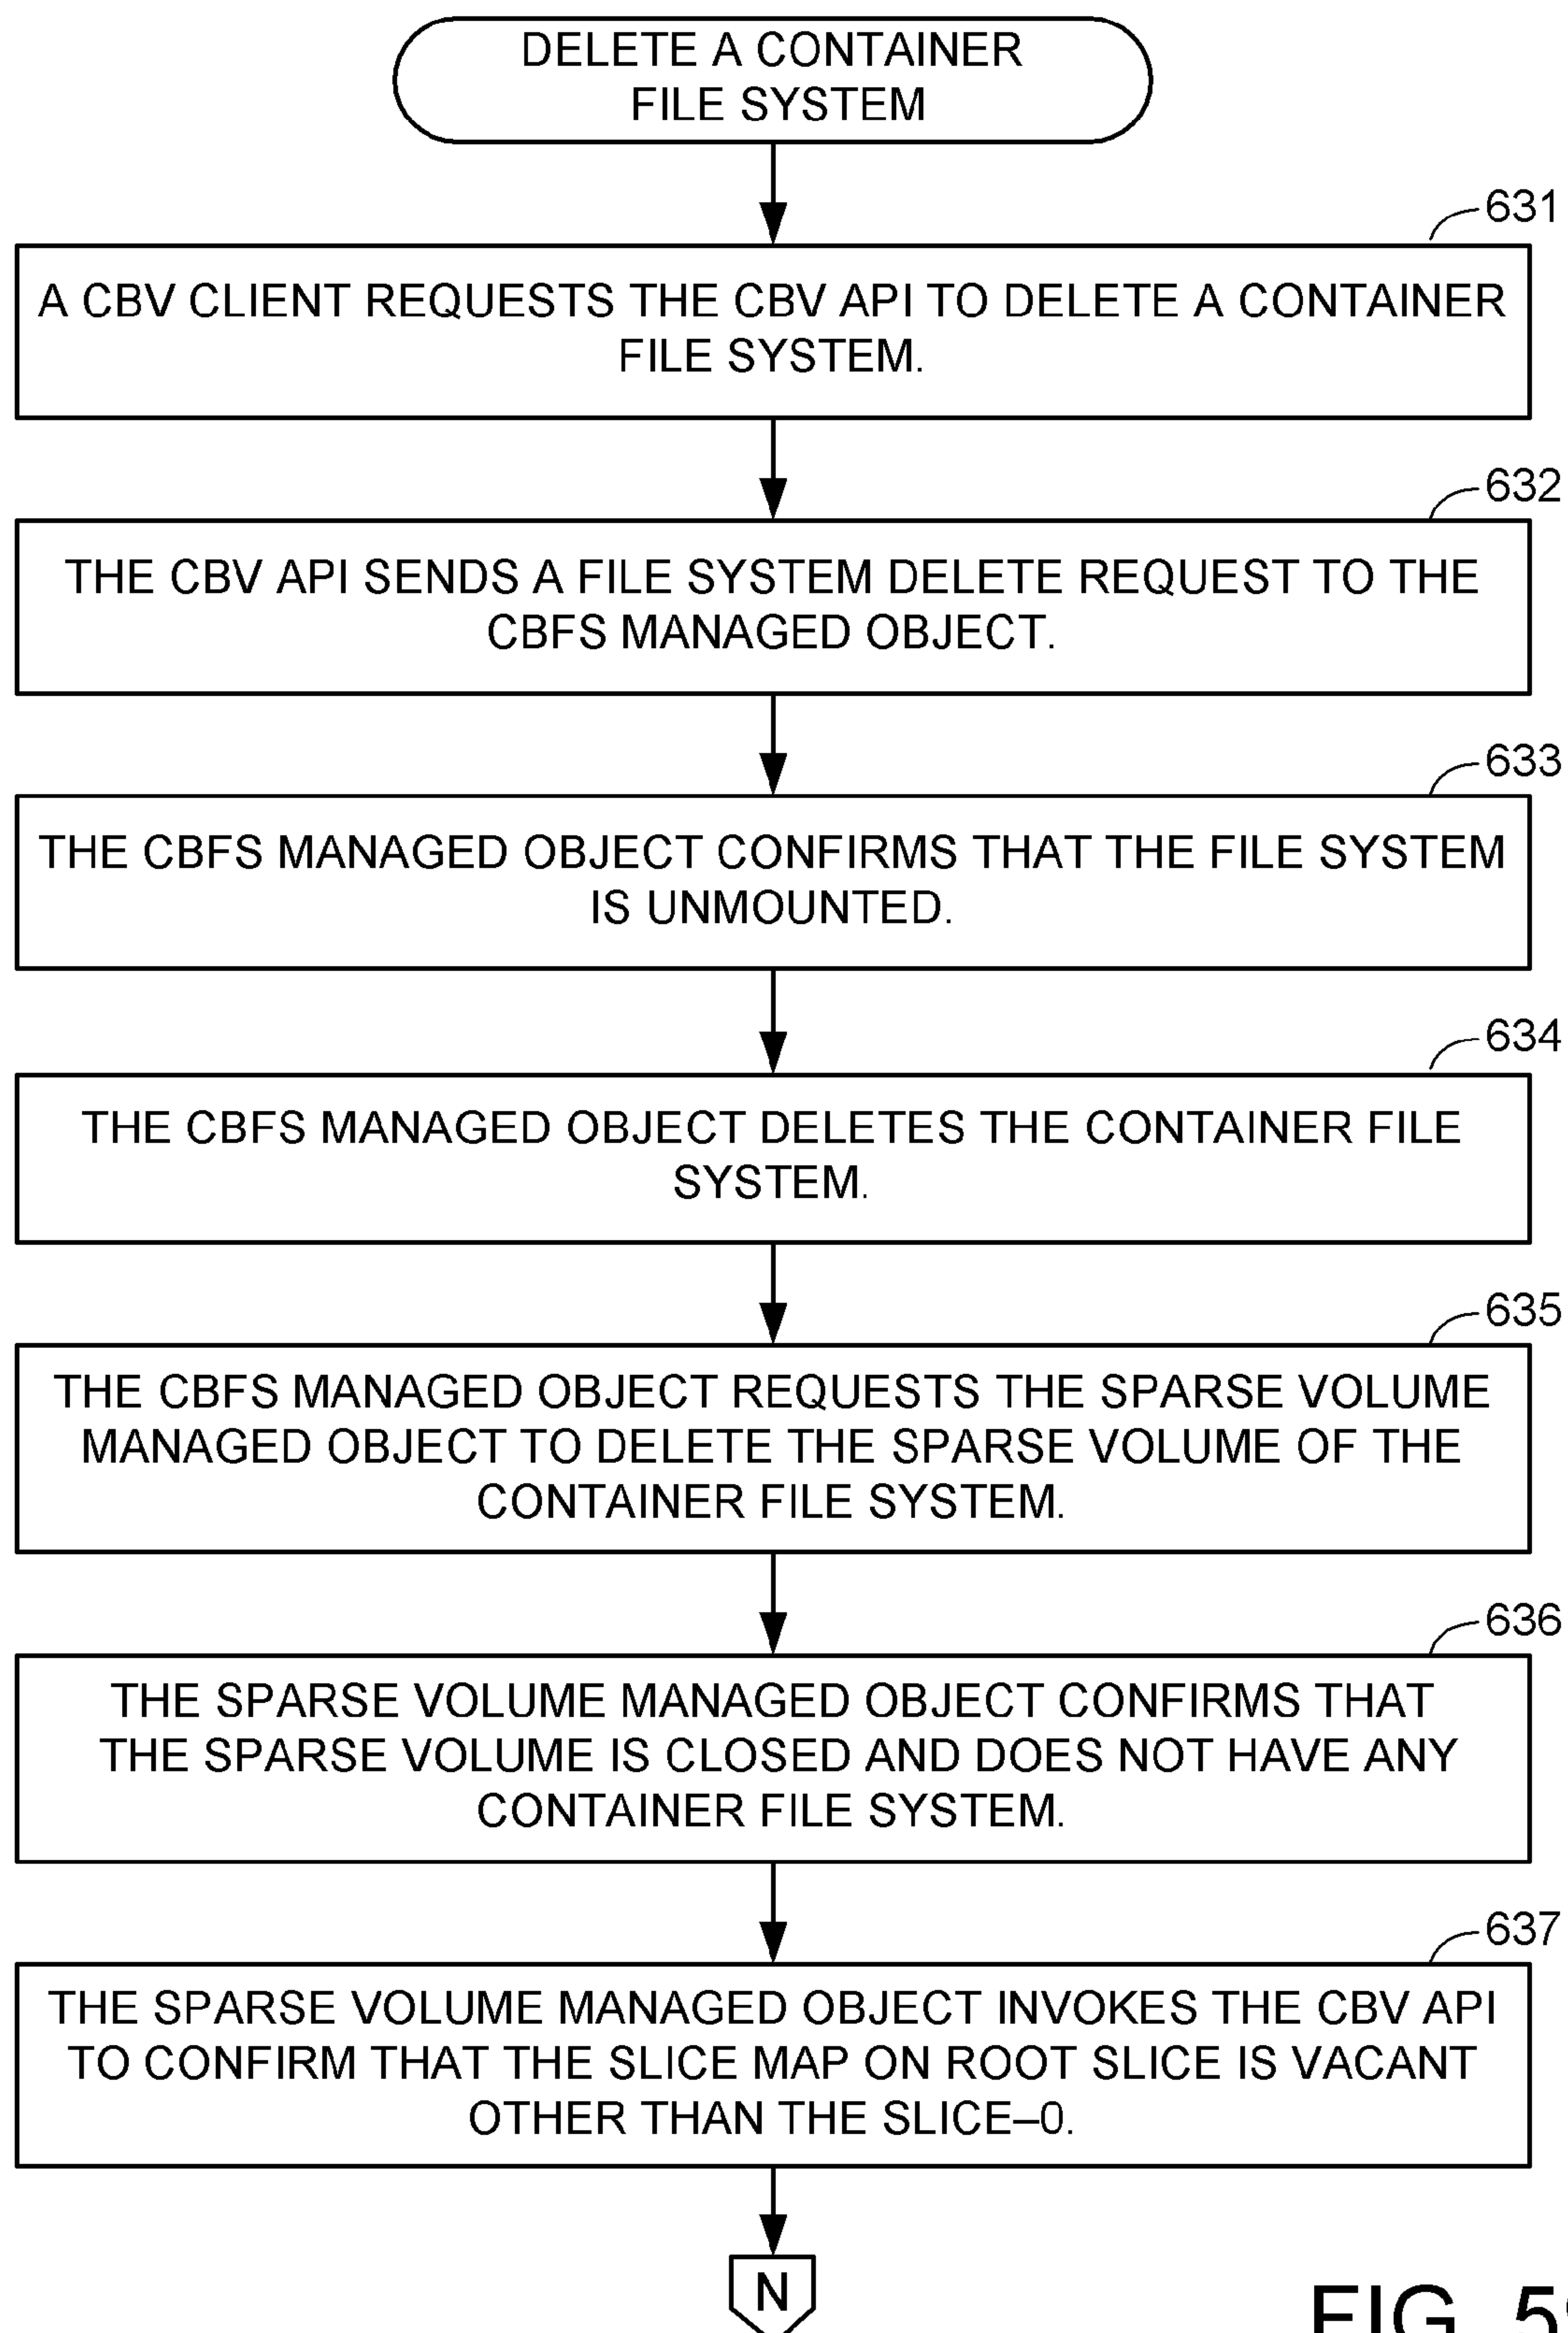 DELETE A CONTAINER
FILE SYSTEM
631
A CBV CLIENT REQUESTS THE CBV API TO DELETE A CONTAINER
FILE SYSTEM.
632
THE CBV API SENDS A FILE SYSTEM DELETE REQUEST TO THE
CBFS MANAGED OBJECT.
633
THE CBFS MANAGED OBJECT CONFIRMS THAT THE FILE SYSTEM
IS UNMOUNTED.
634
THE CBFS MANAGED OBJECT DELETES THE CONTAINER FILE
SYSTEM.
635
THE CBFS MANAGED OBJECT REQUESTS THE SPARSE VOLUME
MANAGED OBJECT TO DELETE THE SPARSE VOLUME OF THE
CONTAINER FILE SYSTEM.
636
THE SPARSE VOLUME MANAGED OBJECT CONFIRMS THAT
THE SPARSE VOLUME IS CLOSED AND DOES NOT HAVE ANY
CONTAINER FILE SYSTEM.
637
THE SPARSE VOLUME MANAGED OBJECT INVOKES THE CBV API
TO CONFIRM THAT THE SLICE MAP ON ROOT SLICE IS VACANT
OTHER THAN THE SLICE–0.
N
FIG.